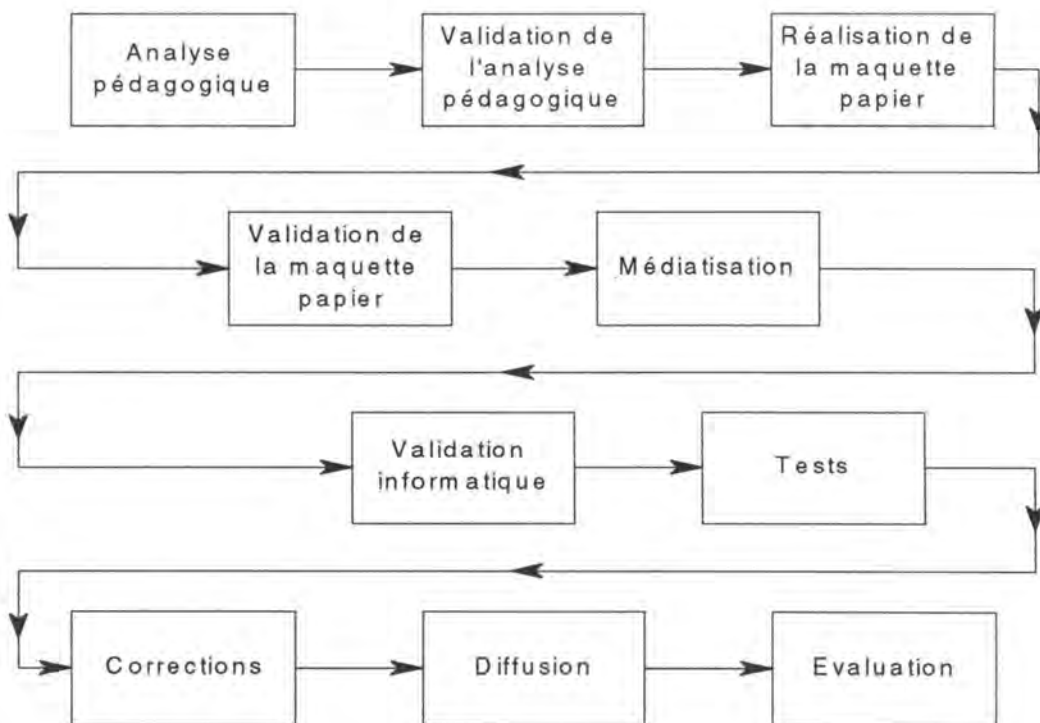 Analyse
pédagogique
Validation de
l'analyse
pédagogique
Réalisation de
la maquette
papier
Validation de
la maquette
papier
Médiatisation
Validation
informatique
Tests
Corrections
Diffusion
Evaluation